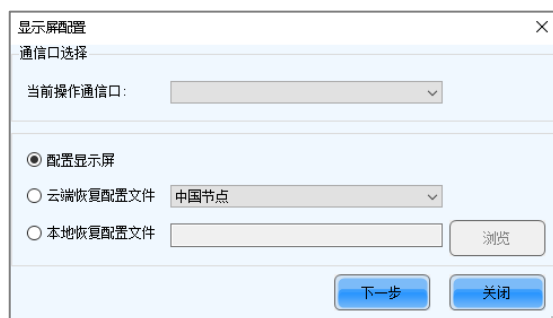 显示屏配置
通信口选择
当前操作通信口：
配置显示屏
云端恢复配置文件 中国节点
本地恢复配置文件 浏览
下一步 关闭